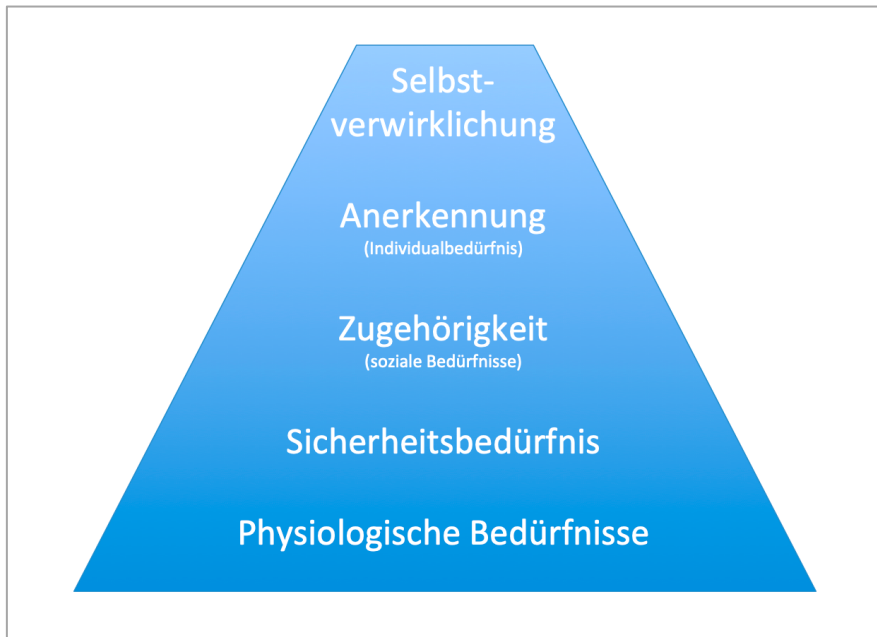 Selbst-
verwirklichung
Anerkennung
(Individualbedürfnis)
Zugehörigkeit
(soziale Bedürfnisse)
Sicherheitsbedürfnis
Physiologische Bedürfnisse